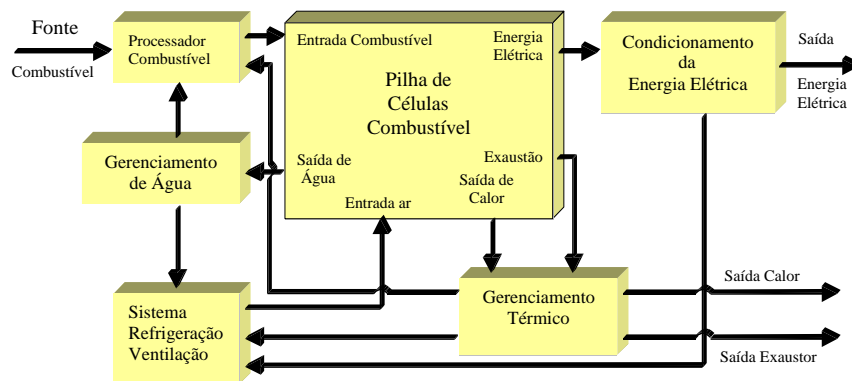 Fonte
Combustível
Processador
Combustível
Entrada Combustível
Energia
Elétrica
Pilha de
Células
Combustível
Condicionamento
da
Energia Elétrica
Saída
Energia
Elétrica
Gerenciamento
de Água
Saída de
Água
Entrada ar
Exaustão
Saída de
Calor
Sistema
Refrigeração
Ventilação
Gerenciamento
Térmico
Saída Calor
Saída Exaustor